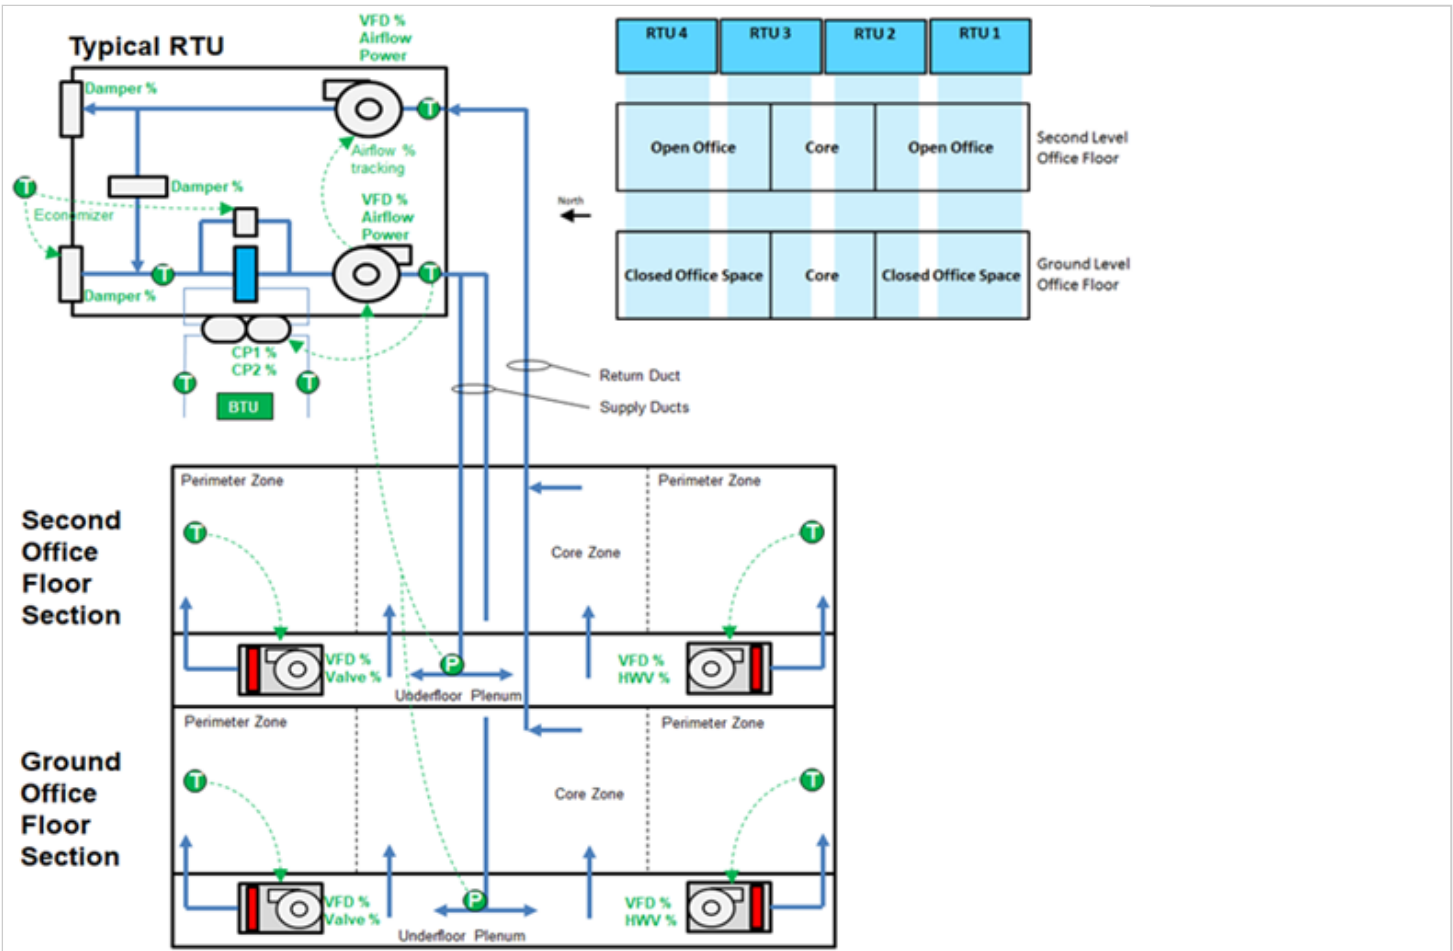 Typical RTU
VFD %
Airflow
Power
Damper %
T
Airflow %
tracking
T
Damper %
Economizer
VFD %
Airflow
Power
T
T
Damper %
CP1 %
CP2 %
T
T
BTU
RTU 4
RTU 3
RTU 2
RTU 1
Open Office
Core
Open Office
Second Level
Office Floor
North
Closed Office Space
Core
Closed Office Space
Ground Level
Office Floor
Return Duct
Supply Ducts
Second
Office
Floor
Section
Perimeter Zone
Perimeter Zone
T
T
Core Zone
VFD %
Valve %
P
VFD %
HWV %
Underfloor Plenum
Ground
Office
Floor
Section
Perimeter Zone
Perimeter Zone
T
T
Core Zone
VFD %
Valve %
P
VFD %
HWV %
Underfloor Plenum